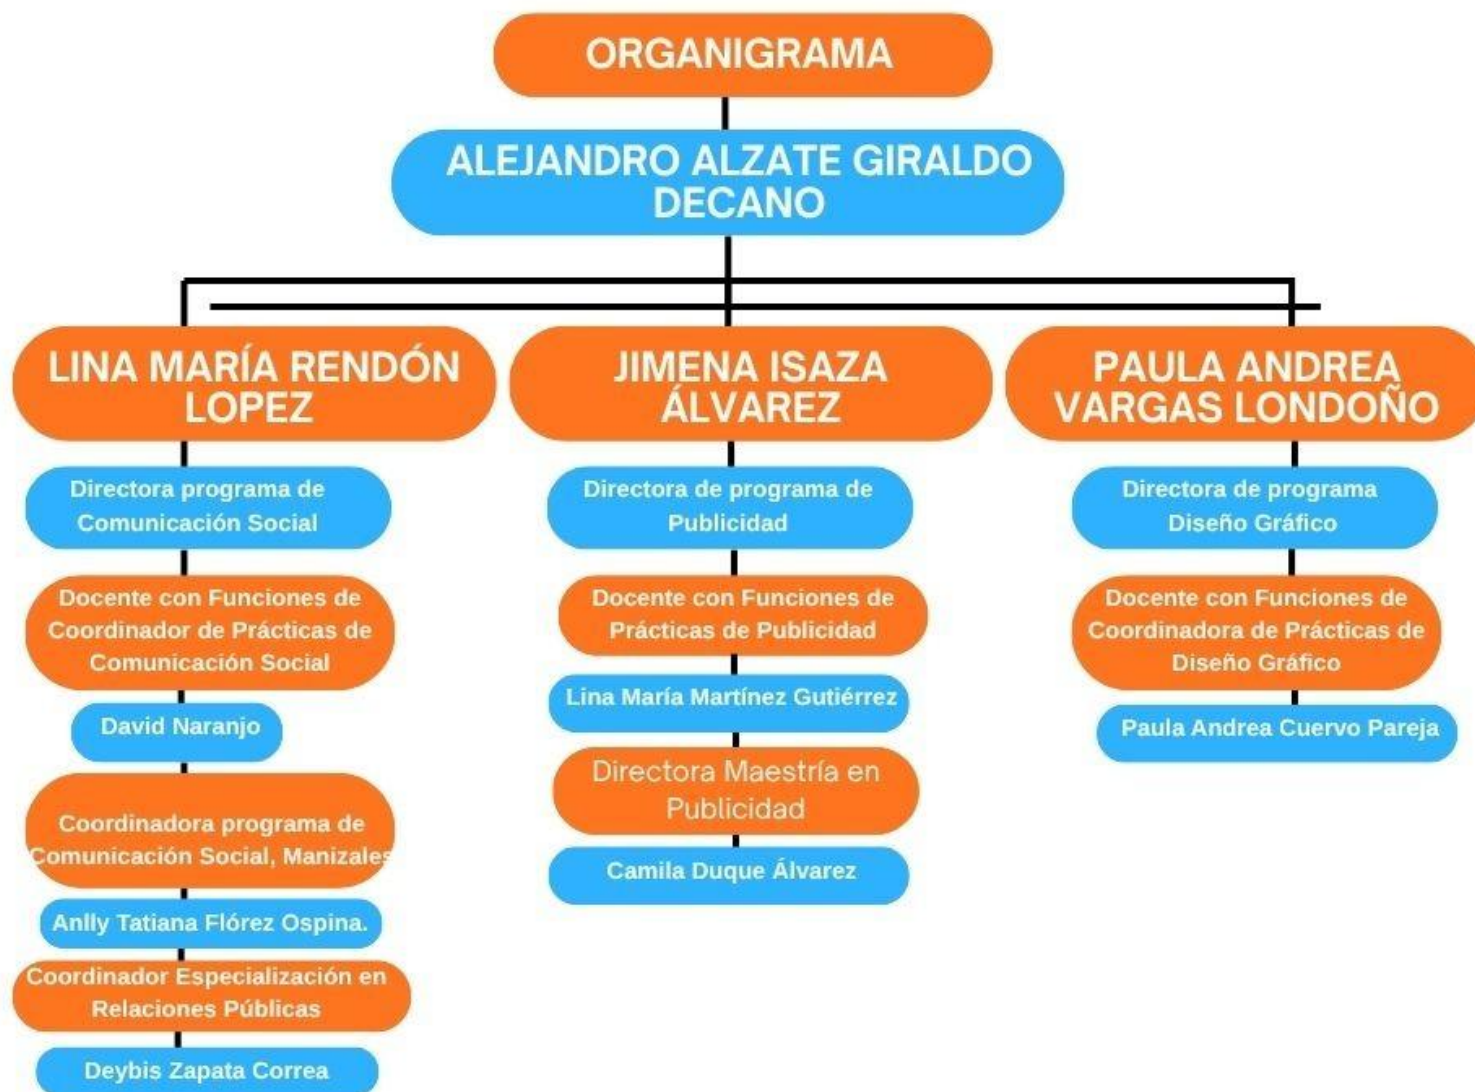 ORGANIGRAMA
ALEJANDRO ALZATE GIRALDO
DECANO
LINA MARÍA RENDÓN
LOPEZ
Directora programa de
Comunicación Social
Docente con Funciones de
Coordinador de Prácticas de
Comunicación Social
David Naranjo
Coordinadora programa de
Comunicación Social, Manizales
Anlly Tatiana Flórez Ospina.
Coordinador Especialización en
Relaciones Públicas
Deybis Zapata Correa
JIMENA ISAZA
ÁLVAREZ
Directora de programa de
Publicidad
Docente con Funciones de
Prácticas de Publicidad
Lina María Martínez Gutiérrez
Directora Maestría en
Publicidad
Camila Duque Álvarez
PAULA ANDREA
VARGAS LONDOÑO
Directora de programa
Diseño Gráfico
Docente con Funciones de
Coordinadora de Prácticas de
Diseño Gráfico
Paula Andrea Cuervo Pareja